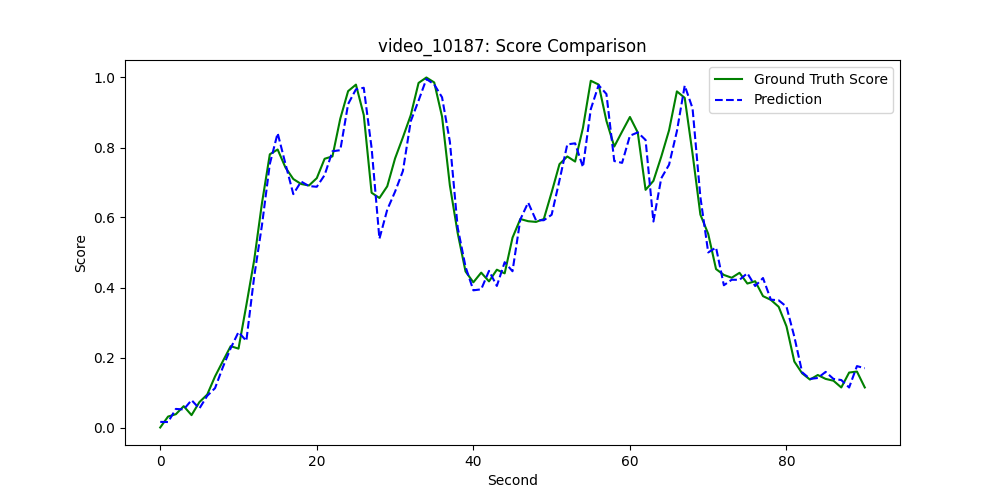 video_10187: Score Comparison
Ground Truth Score
Prediction
1.0
0.8
0.6
0.4
0.2
0.0
Score
0 20 40 60 80
Second